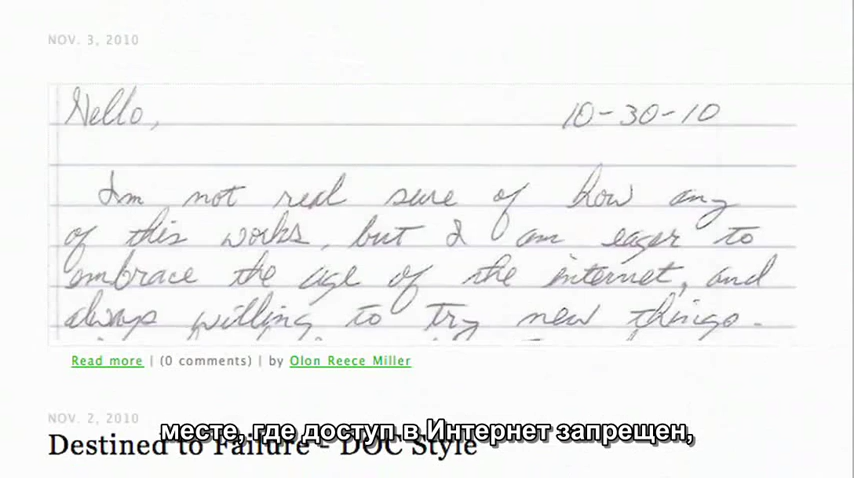 NOV. 3, 2010
Hello, 10-30-10
I'm not real sure of how any
of this works, but I am eager to
embrace the age of the internet, and
always willing to try new things.
Read more | (0 comments) | by Olon Reece Miller
NOV. 2, 2010
месте, где доступ в Интернет запрещен,
Destined to Failure - DOC Style